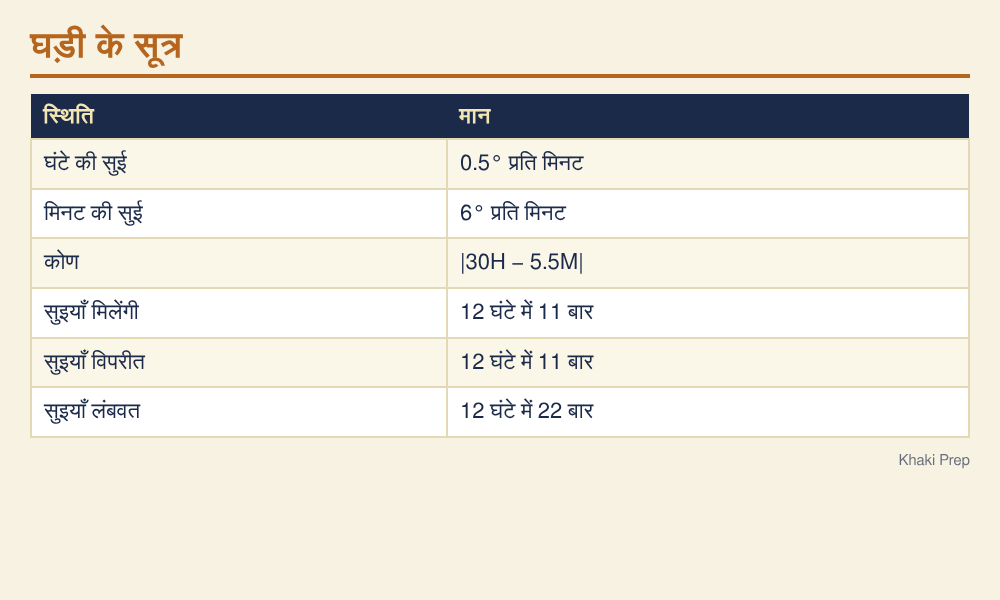 घड़ी के सूत्र
स्थिति मान
घंटे की सुई 0.5° प्रति मिनट
मिनट की सुई 6° प्रति मिनट
कोण |30H – 5.5M|
सुइयाँ मिलेंगी 12 घंटे में 11 बार
सुइयाँ विपरीत 12 घंटे में 11 बार
सुइयाँ लंबवत 12 घंटे में 22 बार
Khaki Prep